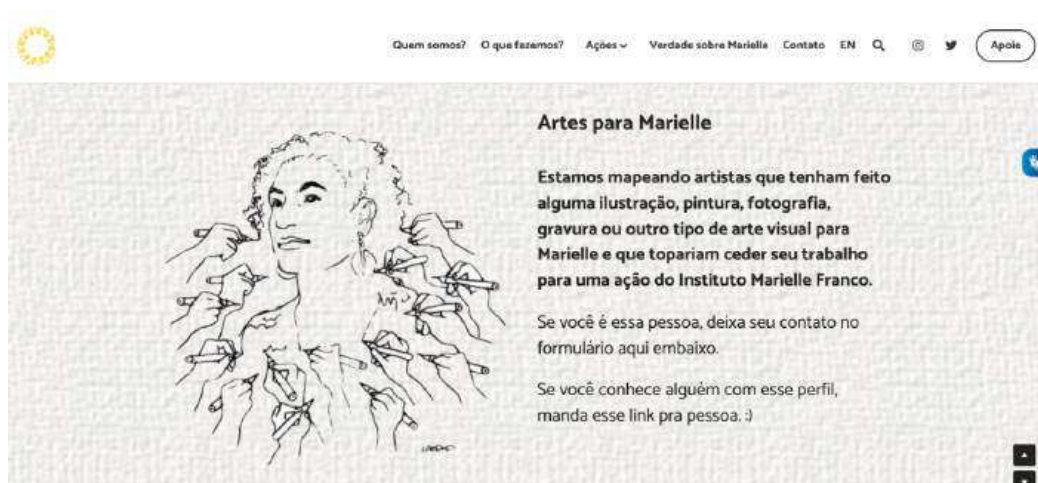 Quem somos? O que fazemos? Ações Verdade sobre Marielle Contato EN Apoie
Artes para Marielle
Estamos mapeando artistas que tenham feito
alguma ilustração, pintura, fotografia,
gravura ou outro tipo de arte visual para
Marielle e que topariam ceder seu trabalho
para uma ação do Instituto Marielle Franco.
Se você é essa pessoa, deixa seu contato no
formulário aqui embaixo.
Se você conhece alguém com esse perfil,
manda esse link pra pessoa. :)